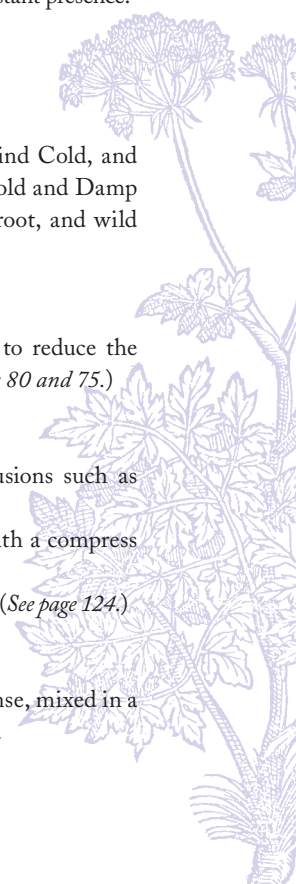 stant presence.
ind Cold, and
old and Damp
root, and wild
to reduce the
80 and 75.)
usions such as
th a compress
(See page 124.)
nse, mixed in a